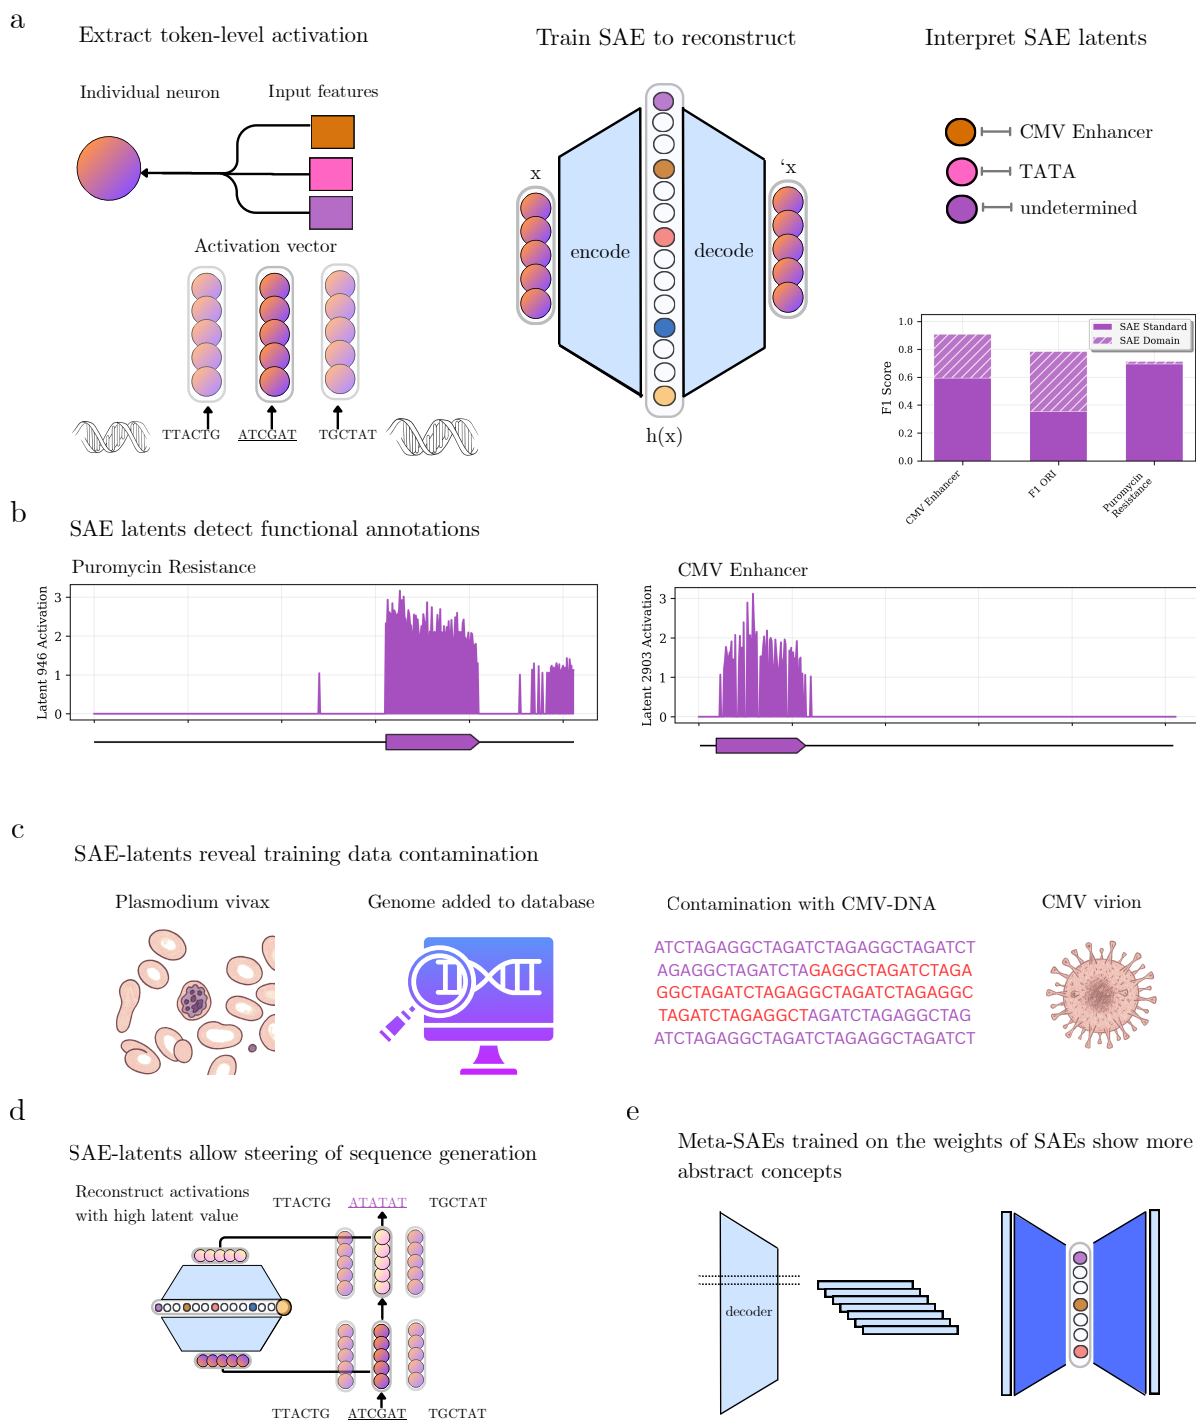 a
Extract token-level activation
Individual neuron
Input features
Activation vector
TTACTG
ATCGAT
TGCTAT
Train SAE to reconstruct
x
encode
decode
‘x
h(x)
Interpret SAE latents
CMV Enhancer
TATA
undetermined
SAE Standard
SAE Domain
F1 Score
1.0
0.8
0.6
0.4
0.2
0.0
CMV Enhancer
F1 ORI
Puromycin
Resistance
b
SAE latents detect functional annotations
Puromycin Resistance
Latent 946 Activation
3
2
1
0
CMV Enhancer
Latent 2903 Activation
3
2
1
0
c
SAE-latents reveal training data contamination
Plasmodium vivax
Genome added to database
Contamination with CMV-DNA
ATCTAGAGGCTAGATCTAGAGGCTAGATCT
AGAGGCTAGATCTAGAGGCTAGATCTAGA
GGCTAGATCTAGAGGCTAGATCTAGAGGC
TAGATCTAGAGGCTAGATCTAGAGGCTAG
ATCTAGAGGCTAGATCTAGAGGCTAGATCT
CMV virion
d
SAE-latents allow steering of sequence generation
Reconstruct activations
with high latent value
TTACTG
ATATAT
TGCTAT
TTACTG
ATCGAT
TGCTAT
e
Meta-SAEs trained on the weights of SAEs show more
abstract concepts
decoder